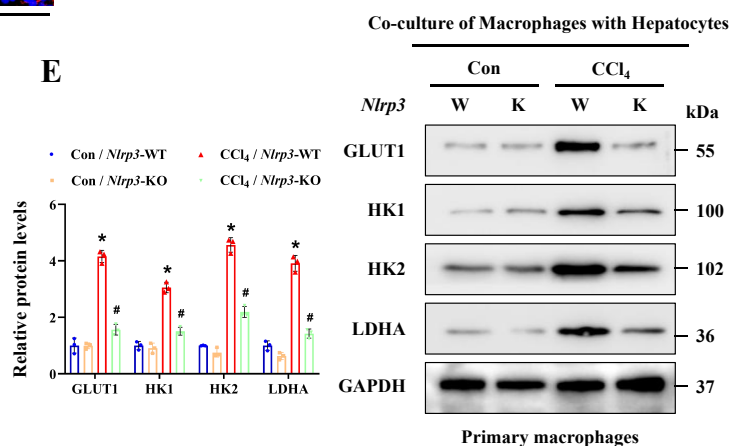 Co-culture of Macrophages with Hepatocytes
E
Con CCl₄
Nlrp3 W K W K kDa
GLUT1 55
HK1 100
HK2 102
LDHA 36
GAPDH 37
Primary macrophages
Con / Nlrp3-WT CCl₄ / Nlrp3-WT
Con / Nlrp3-KO CCl₄ / Nlrp3-KO
Relative protein levels
6
4
2
0
* # * # * # * #
GLUT1 HK1 HK2 LDHA